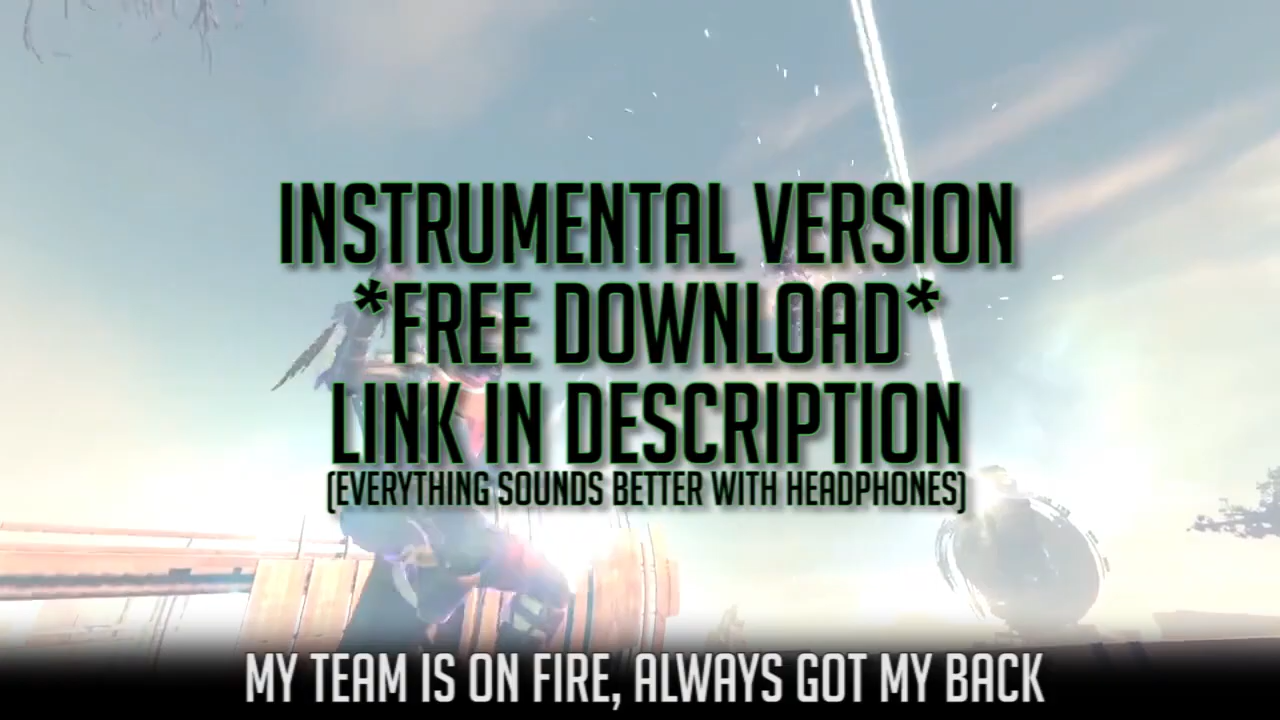 INSTRUMENTAL VERSION
*FREE DOWNLOAD*
LINK IN DESCRIPTION
(EVERYTHING SOUNDS BETTER WITH HEADPHONES)
MY TEAM IS ON FIRE, ALWAYS GOT MY BACK